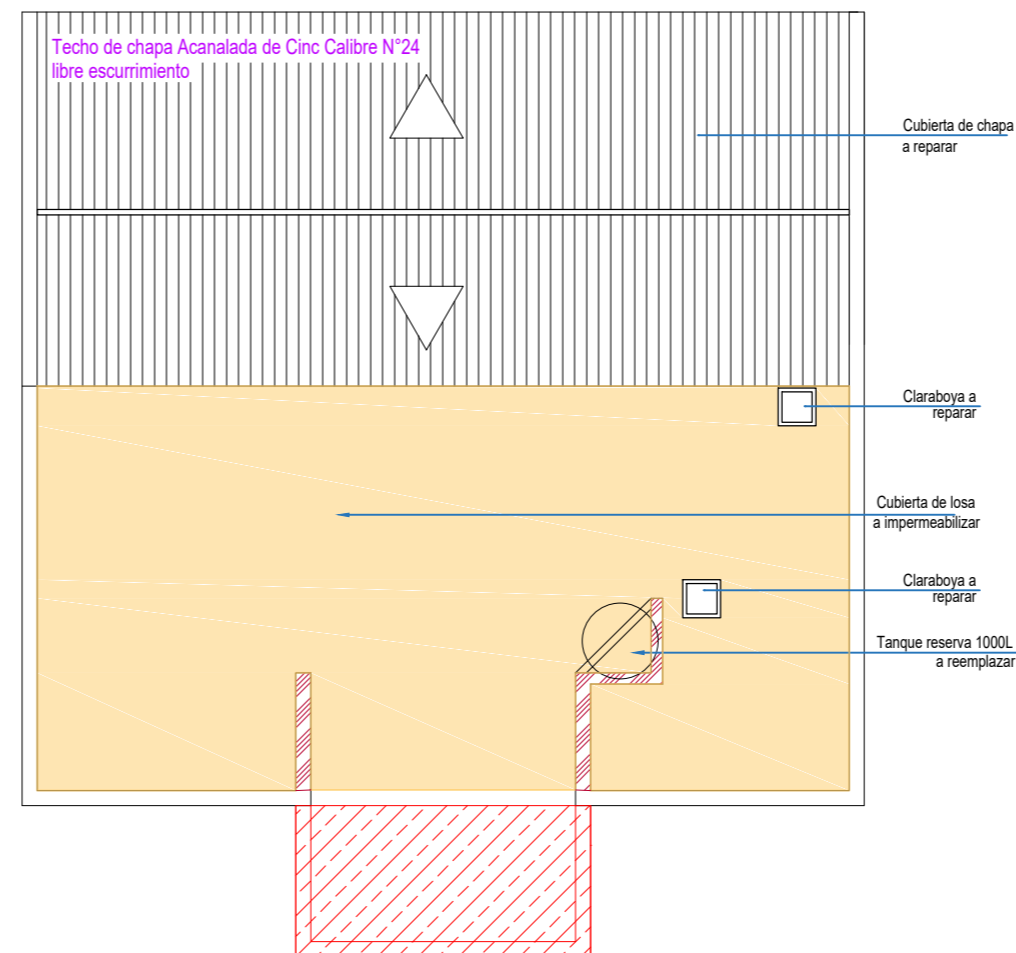 Techo de chapa Acanalada de Cinc Calibre N°24
libre escurrimiento
Cubierta de chapa
a reparar
Claraboya a
reparar
Cubierta de losa
a impermeabilizar
Claraboya a
reparar
Tanque reserva 1000L
a reemplazar